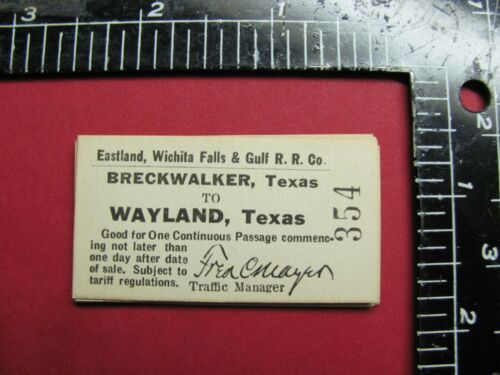 3
2
1
Eastland, Wichita Falls & Gulf R. R. Co.
BRECKWALKER, Texas
TO
WAYLAND, Texas
Good for One Continuous Passage commenc-
ing not later than
one day after date
of sale. Subject to
tariff regulations.
Fred C Mayer
Traffic Manager
354
1
2